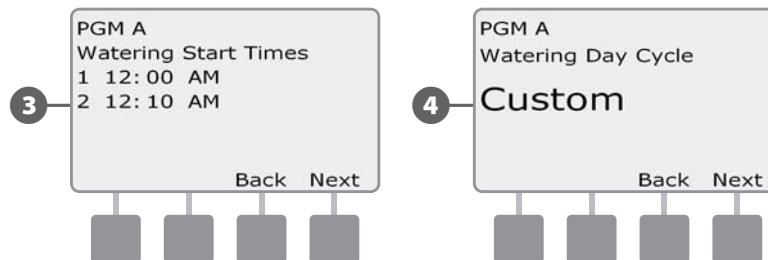 3
PGM A
Watering Start Times
1 12:00 AM
2 12:10 AM
Back Next
4
PGM A
Watering Day Cycle
Custom
Back Next